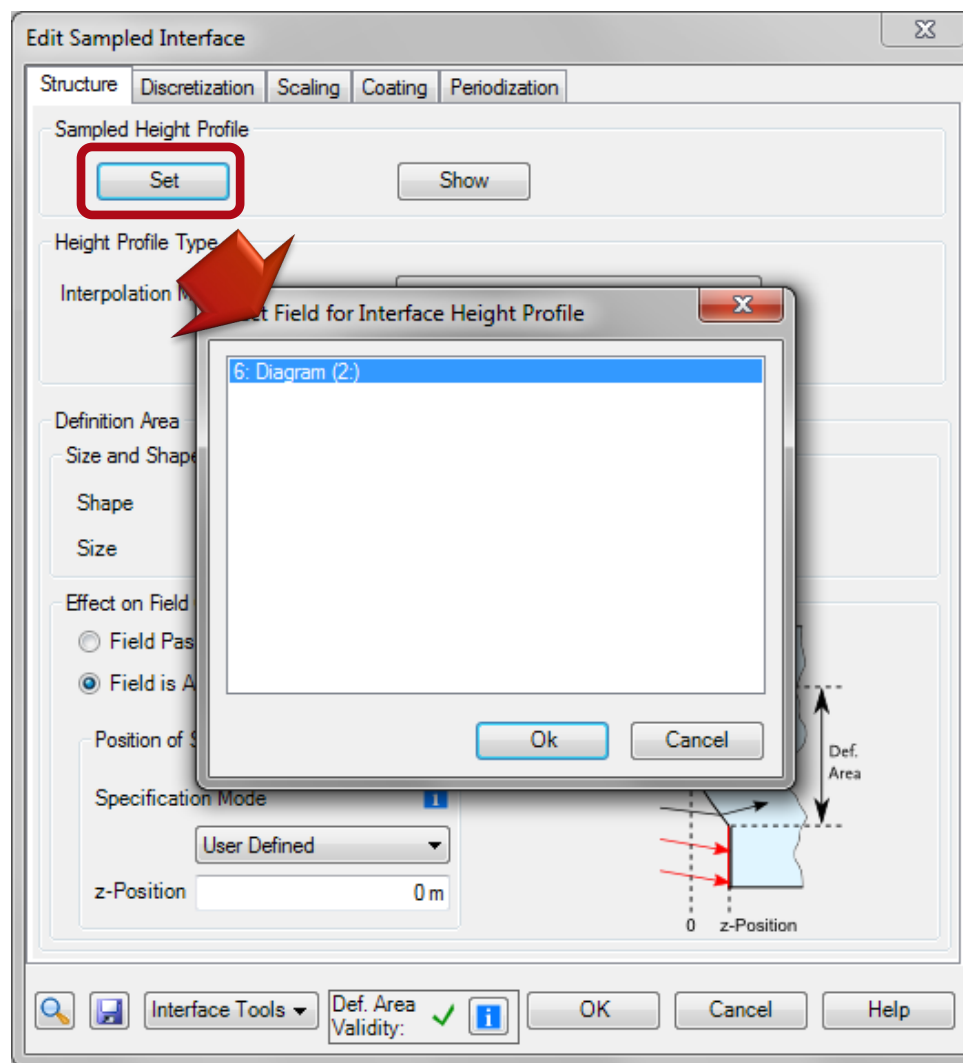 Edit Sampled Interface
Structure Discretization Scaling Coating Periodization
Sampled Height Profile
Set Show
Height Profile Type
Interpolation
Field for Interface Height Profile
6: Diagram (2:)
Definition Area
Size and Shape
Shape
Size
Effect on Field
Field Pas
Field is A
Ok Cancel
Position of
Def.
Area
Specification Mode
User Defined
z-Position 0 m
0 z-Position
Interface Tools Def. Area
Validity: OK Cancel Help